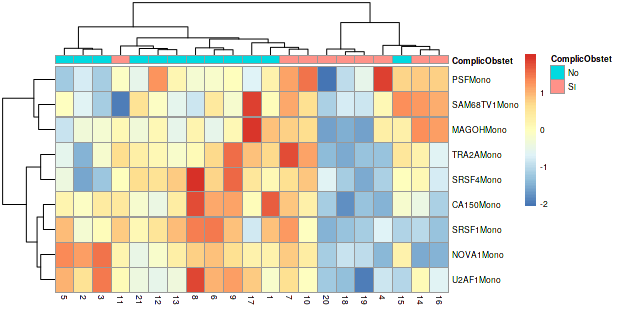 ComplicObstet
PSFMono
SAM68TV1Mono
MAGOHMono
TRA2AMono
SRSF4Mono
CA150Mono
SRSF1Mono
NOVA1Mono
U2AF1Mono
5 2 3 11 21 12 13 8 6 9 17 1 7 10 20 18 19 4 15 14 16
1
0
-1
-2
ComplicObstet
No
SI